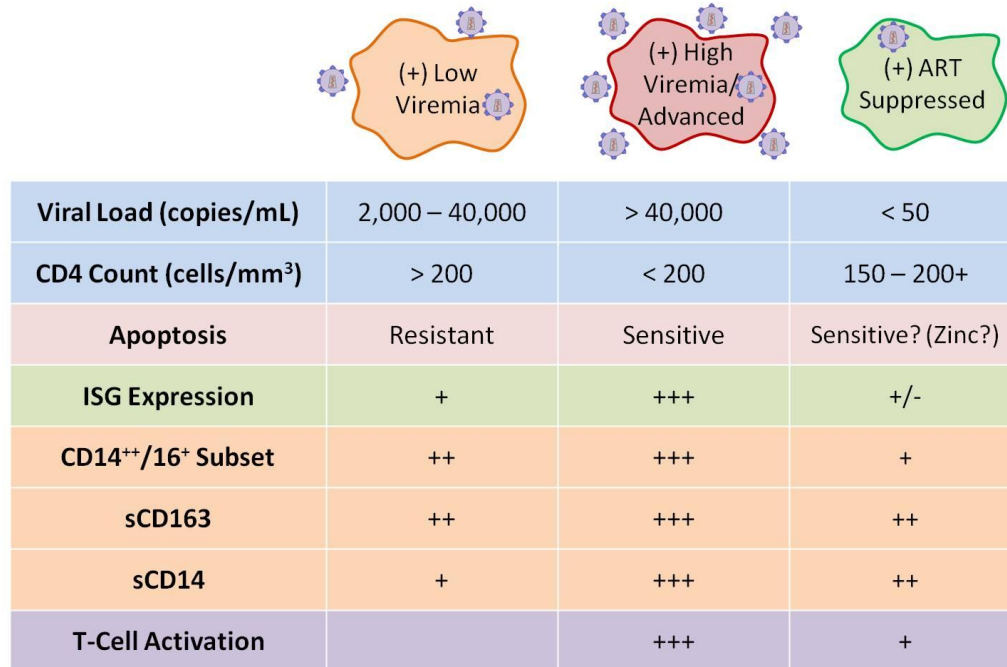 (+) Low
Viremia
(+) High
Viremia/
Advanced
(+) ART
Suppressed
Viral Load (copies/mL) 2,000 – 40,000 > 40,000 < 50
CD4 Count (cells/mm³) > 200 < 200 150 – 200+
Apoptosis Resistant Sensitive Sensitive? (Zinc?)
ISG Expression + +++ +/-
CD14⁺⁺/16⁺ Subset ++ +++ +
sCD163 ++ +++ ++
sCD14 + +++ ++
T-Cell Activation +++ +